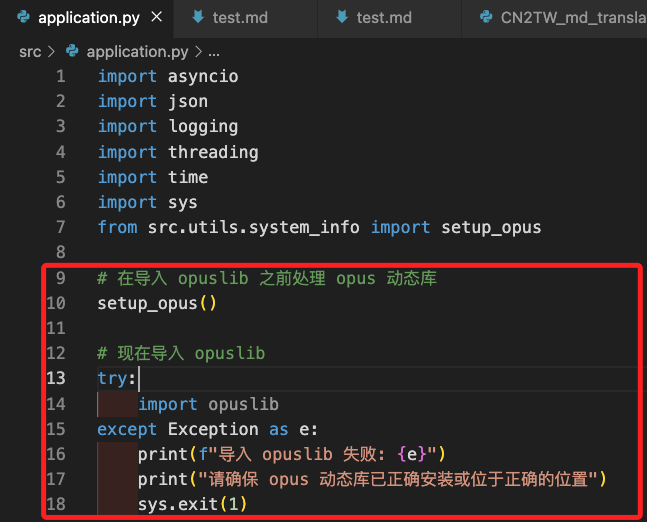 application.py × test.md test.md CN2TW_md_transla
src > application.py > ...
1 import asyncio
2 import json
3 import logging
4 import threading
5 import time
6 import sys
7 from src.utils.system_info import setup_opus
8
9 # 在导入 opuslib 之前处理 opus 动态库
10 setup_opus()
11
12 # 现在导入 opuslib
13 try:
14     import opuslib
15 except Exception as e:
16     print(f"导入 opuslib 失败: {e}")
17     print("请确保 opus 动态库已正确安装或位于正确的位置")
18     sys.exit(1)